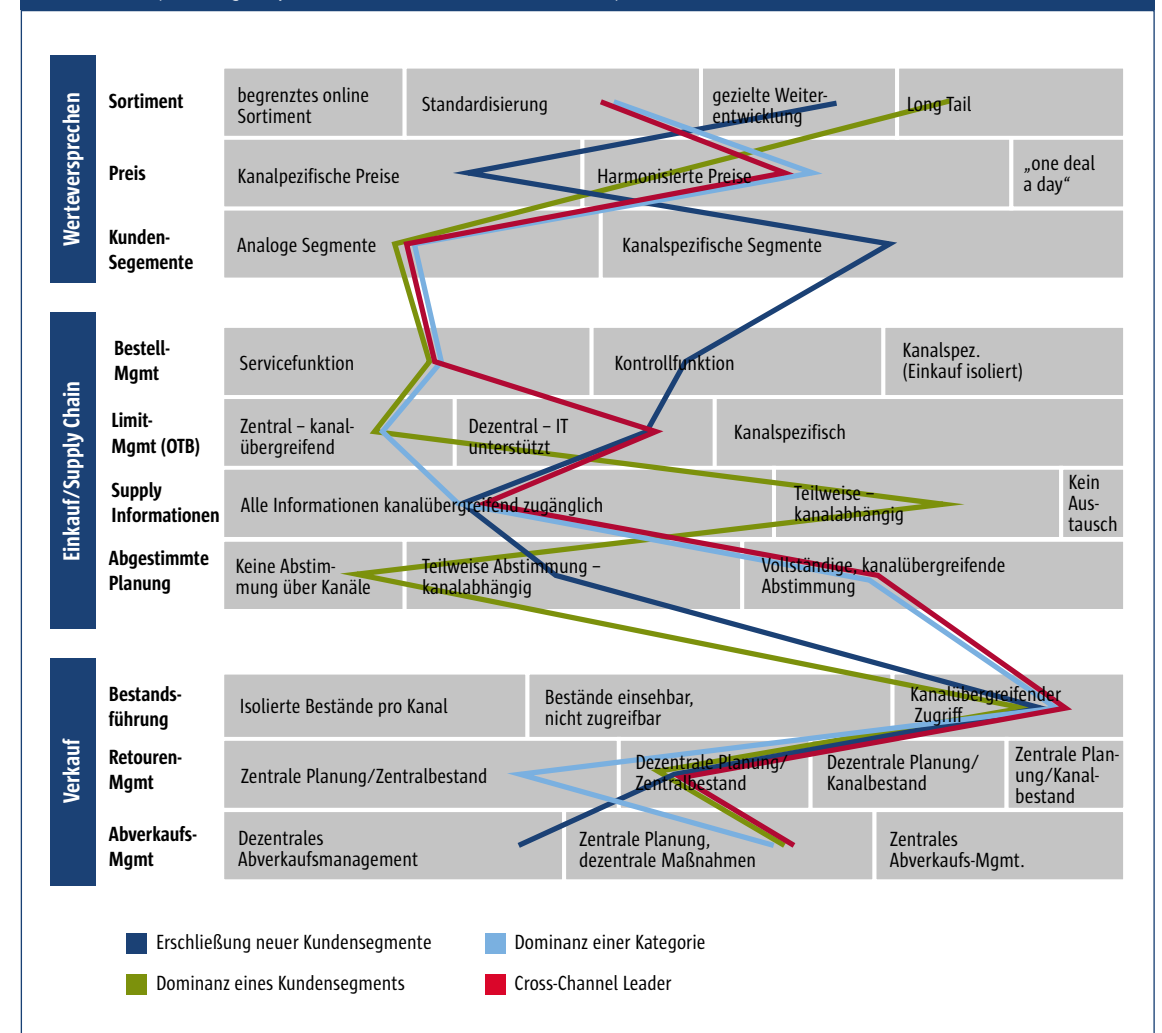 Werteversprechen
Sortiment
begrenztes online
Sortiment
Standardisierung
gezielte Weiter-
entwicklung
Long Tail
Preis
Kanalpezifische Preise
Harmonisierte Preise
„one deal
a day“
Kunden-
Segemente
Analoge Segmente
Kanalspezifische Segmente
Einkauf/Supply Chain
Bestell-
Mgmt
Servicefunktion
Kontrollfunktion
Kanalspez.
(Einkauf isoliert)
Limit-
Mgmt (OTB)
Zentral – kanal-
übergreifend
Dezentral – IT
unterstützt
Kanalspezifisch
Supply
Informationen
Alle Informationen kanalübergreifend zugänglich
Teilweise –
kanalabhängig
Kein
Aus-
tausch
Abgestimmte
Planung
Keine Abstim-
mung über Kanäle
Teilweise Abstimmung –
kanalabhängig
Vollständige, kanalübergreifende
Abstimmung
Verkauf
Bestands-
führung
Isolierte Bestände pro Kanal
Bestände einsehbar,
nicht zugreifbar
Kanalübergreifender
Zugriff
Retouren-
Mgmt
Zentrale Planung/Zentralbestand
Dezentrale Planung/
Zentralbestand
Dezentrale Planung/
Kanalbestand
Zentrale Plan-
ung/Kanal-
bestand
Abverkaufs-
Mgmt
Dezentrales
Abverkaufsmanagement
Zentrale Planung,
dezentrale Maßnahmen
Zentrales
Abverkaufs-Mgmt.
Erschließung neuer Kundensegmente
Dominanz einer Kategorie
Dominanz eines Kundensegments
Cross-Channel Leader